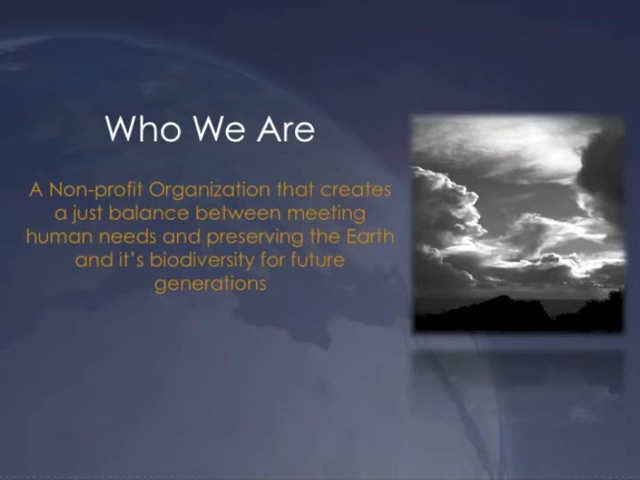 Who We Are
A Non-profit Organization that creates
a just balance between meeting
human needs and preserving the Earth
and it's biodiversity for future
generations